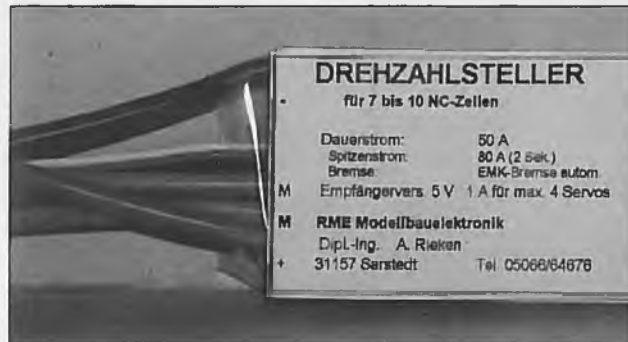 DREHZAHLSTELLER
- für 7 bis 10 NC-Zellen
Dauerstrom: 50 A
Spitzenstrom: 80 A (2 Sek.)
Bremse: EMK-Bremse autom.
M Empfängervers. 5 V 1 A für max. 4 Servos
M RME Modellbauelektronik
Dipl.-Ing. A. Rieken
+ 31157 Sarstedt Tel. 05066/64676